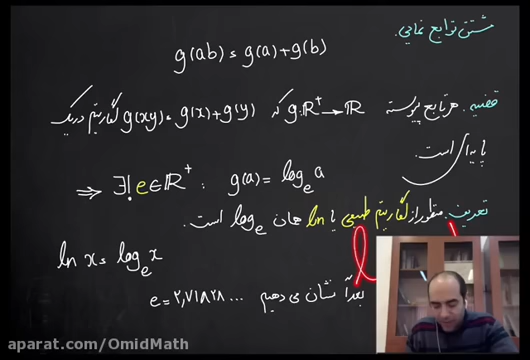 مشتق توابع نمایی.
g(ab) = g(a) + g(b)
قضیه. هر تابع پیوسته g: ℝ⁺ → ℝ که g(xy) = g(x) + g(y) لگاریتم در یک
پایه‌ای است.
⇒ ∃! e ∈ ℝ⁺ : g(a) = logₑ a
تعریف. منظور از لگاریتم طبیعی یا ln همان logₑ است.
ln x = logₑ x
بعداً نشان می‌دهیم e = ۲٫۷۱۸۲۸ ...
aparat.com/OmidMath